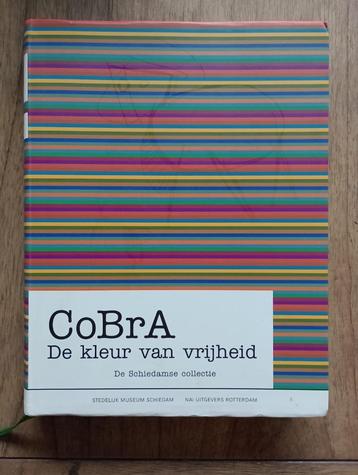 CoBrA
De kleur van vrijheid
De Schiedamse collectie
STEDELIJK MUSEUM SCHIEDAM NAi UITGEVERS ROTTERDAM